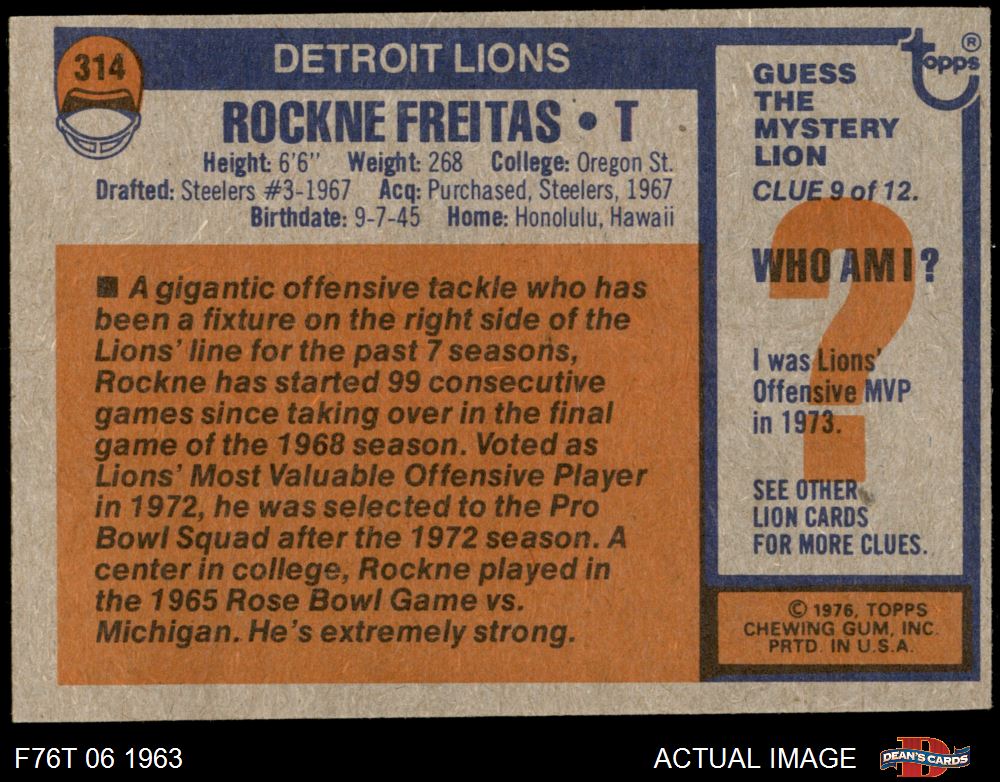 314
DETROIT LIONS
ROCKNE FREITAS • T
Height: 6'6" Weight: 268 College: Oregon St.
Drafted: Steelers #3-1967 Acq: Purchased, Steelers, 1967
Birthdate: 9-7-45 Home: Honolulu, Hawaii
■ A gigantic offensive tackle who has
been a fixture on the right side of the
Lions' line for the past 7 seasons,
Rockne has started 99 consecutive
games since taking over in the final
game of the 1968 season. Voted as
Lions' Most Valuable Offensive Player
in 1972, he was selected to the Pro
Bowl Squad after the 1972 season. A
center in college, Rockne played in
the 1965 Rose Bowl Game vs.
Michigan. He's extremely strong.
topps ®
GUESS
THE
MYSTERY
LION
CLUE 9 of 12.
?
WHO AM I?
I was Lions'
Offensive MVP
in 1973.
SEE OTHER
LION CARDS
FOR MORE CLUES.
© 1976, TOPPS
CHEWING GUM, INC.
PRTD. IN U.S.A.
F76T 06 1963
ACTUAL IMAGE
D
DEAN'S CARDS